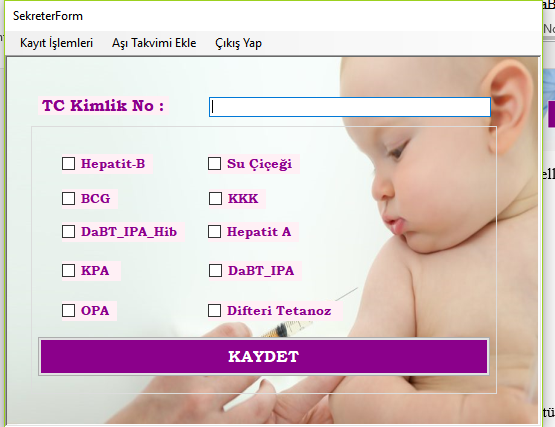 SekreterForm
Kayıt İşlemleri Aşı Takvimi Ekle Çıkış Yap
TC Kimlik No :
Hepatit-B Su Çiçeği
BCG KKK
DaBT_IPA_Hib Hepatit A
KPA DaBT_IPA
OPA Difteri Tetanoz
KAYDET